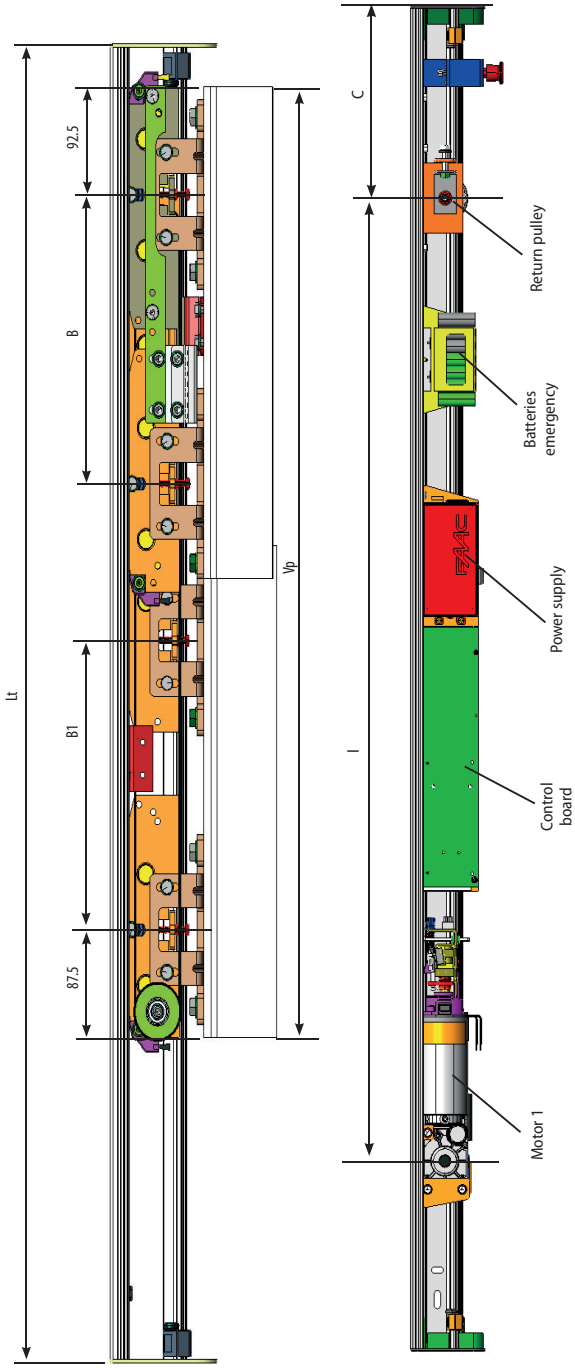 Lt
92.5
B
B1
87.5
Vp
C
I
Return pulley
Batteries
emergency
FAAC
Power supply
Control
board
Motor 1